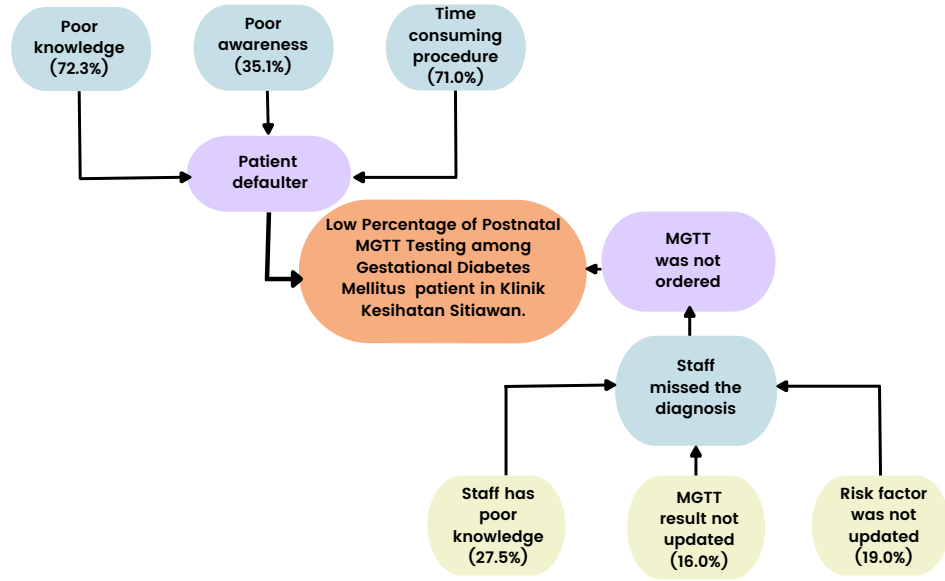 Poor
knowledge
(72.3%)
Poor
awareness
(35.1%)
Time
consuming
procedure
(71.0%)
Patient
defaulter
Low Percentage of Postnatal
MGTT Testing among
Gestational Diabetes
Mellitus patient in Klinik
Kesihatan Sitiawan.
MGTT
was not
ordered
Staff
missed the
diagnosis
Staff has
poor
knowledge
(27.5%)
MGTT
result not
updated
(16.0%)
Risk factor
was not
updated
(19.0%)